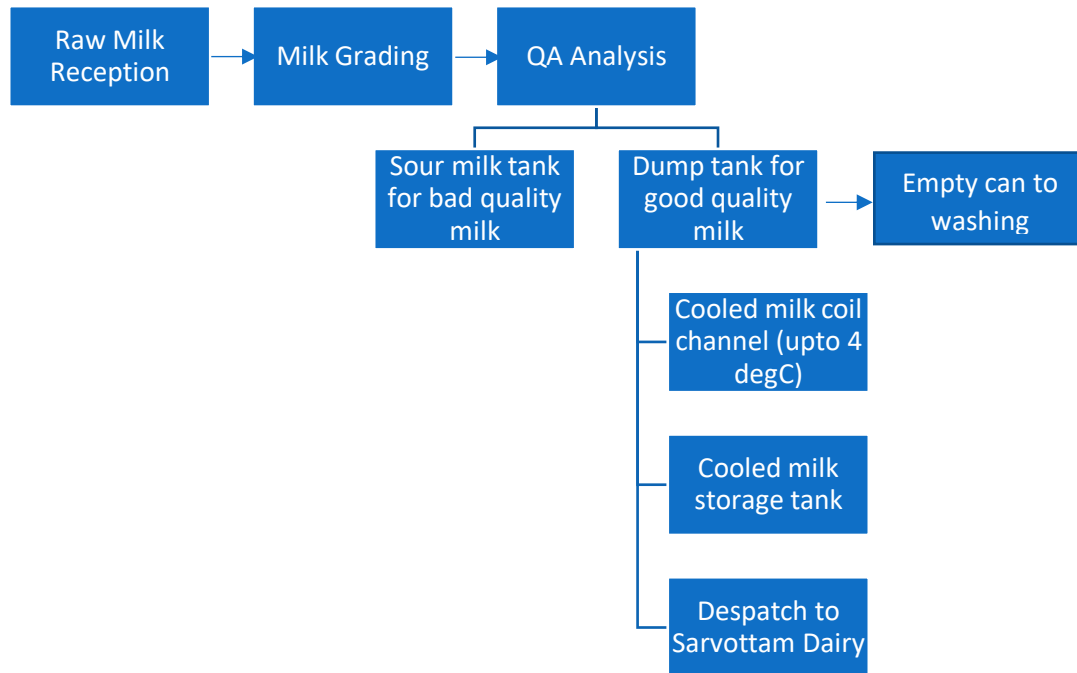 Raw Milk
Reception
Milk Grading
QA Analysis
Sour milk tank
for bad quality
milk
Dump tank for
good quality
milk
Empty can to
washing
Cooled milk coil
channel (upto 4
degC)
Cooled milk
storage tank
Despatch to
Sarvottam Dairy